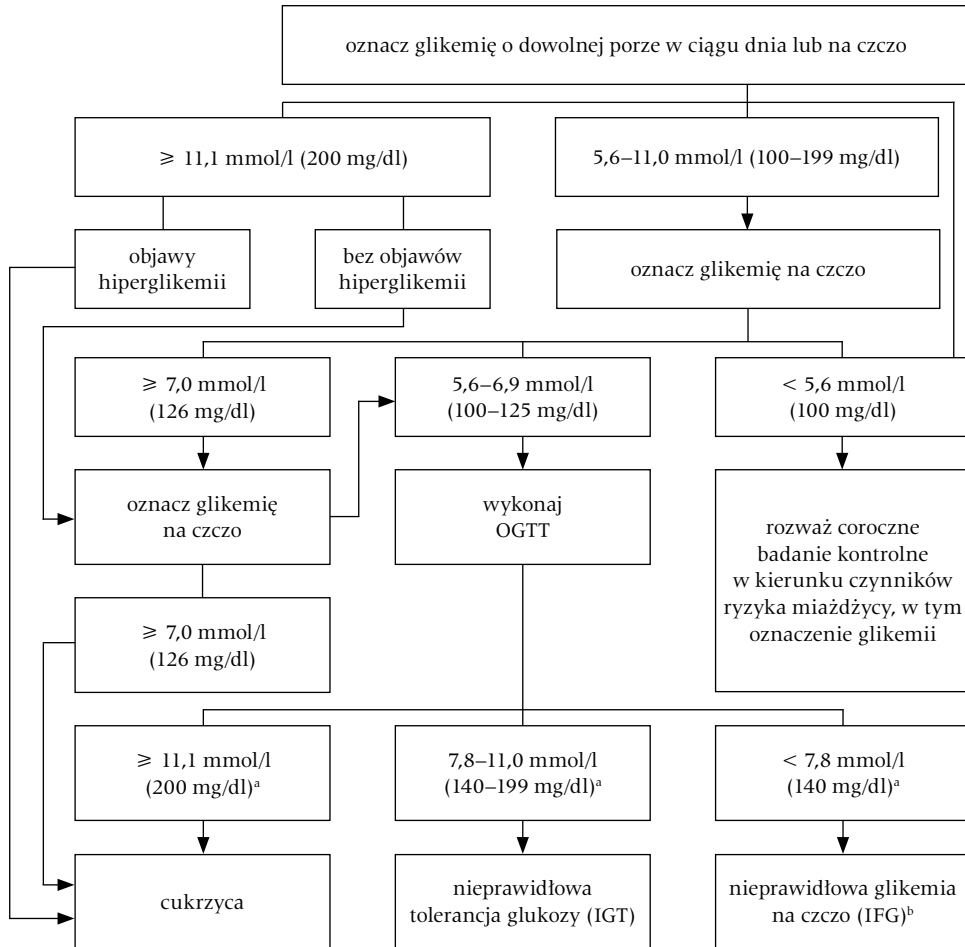 oznacz glikemię o dowolnej porze w ciągu dnia lub na czczo
⩾ 11,1 mmol/l (200 mg/dl)
5,6–11,0 mmol/l (100–199 mg/dl)
objawy
hiperglikemii
bez objawów
hiperglikemii
oznacz glikemię na czczo
⩾ 7,0 mmol/l
(126 mg/dl)
5,6–6,9 mmol/l
(100–125 mg/dl)
< 5,6 mmol/l
(100 mg/dl)
oznacz glikemię
na czczo
wykonaj
OGTT
rozważ coroczne
badanie kontrolne
w kierunku czynników
ryzyka miażdżycy, w tym
oznaczenie glikemii
⩾ 7,0 mmol/l
(126 mg/dl)
⩾ 11,1 mmol/l
(200 mg/dl)ᵃ
7,8–11,0 mmol/l
(140–199 mg/dl)ᵃ
< 7,8 mmol/l
(140 mg/dl)ᵃ
cukrzyca
nieprawidłowa
tolerancja glukozy (IGT)
nieprawidłowa glikemia
na czczo (IFG)ᵇ